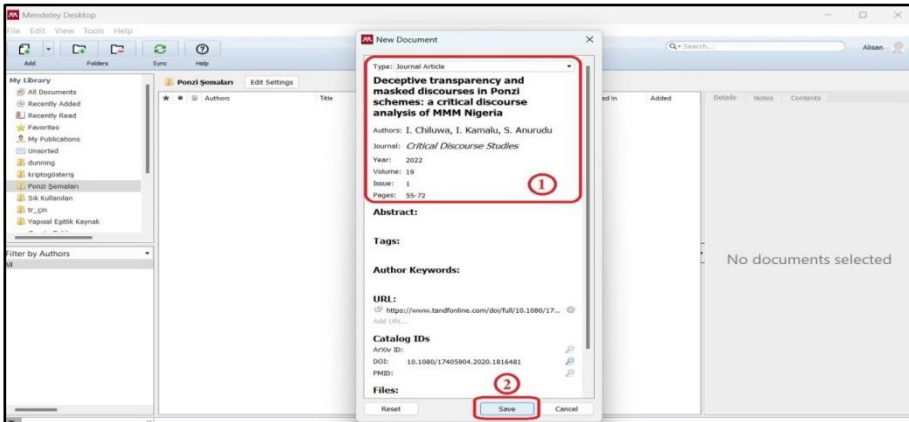 Mendeley Desktop
File Edit View Tools Help
Add Folders Sync Help
Search...
Alisan
My Library
All Documents
Recently Added
Recently Read
Favorites
My Publications
Unsorted
dunning
kriptogösteriş
Ponzi Şemaları
Sık Kullanılan
tr_çin
Yapısal Eşitlik Kaynak
Filter by Authors
All
Ponzi Şemaları Edit Settings
Authors Title
New Document
Type: Journal Article
Deceptive transparency and
masked discourses in Ponzi
schemes: a critical discourse
analysis of MMM Nigeria
Authors: I. Chiluwa, I. Kamalu, S. Anurudu
Journal: Critical Discourse Studies
Year: 2022
Volume: 19
Issue: 1
Pages: 55-72
1
Abstract:
Tags:
Author Keywords:
URL:
https://www.tandfonline.com/doi/full/10.1080/17...
Add URL...
Catalog IDs
ArXiv ID:
DOI: 10.1080/17405904.2020.1816481
PMID:
Files:
2
Reset Save Cancel
ed In Added
Details Notes Contents
No documents selected